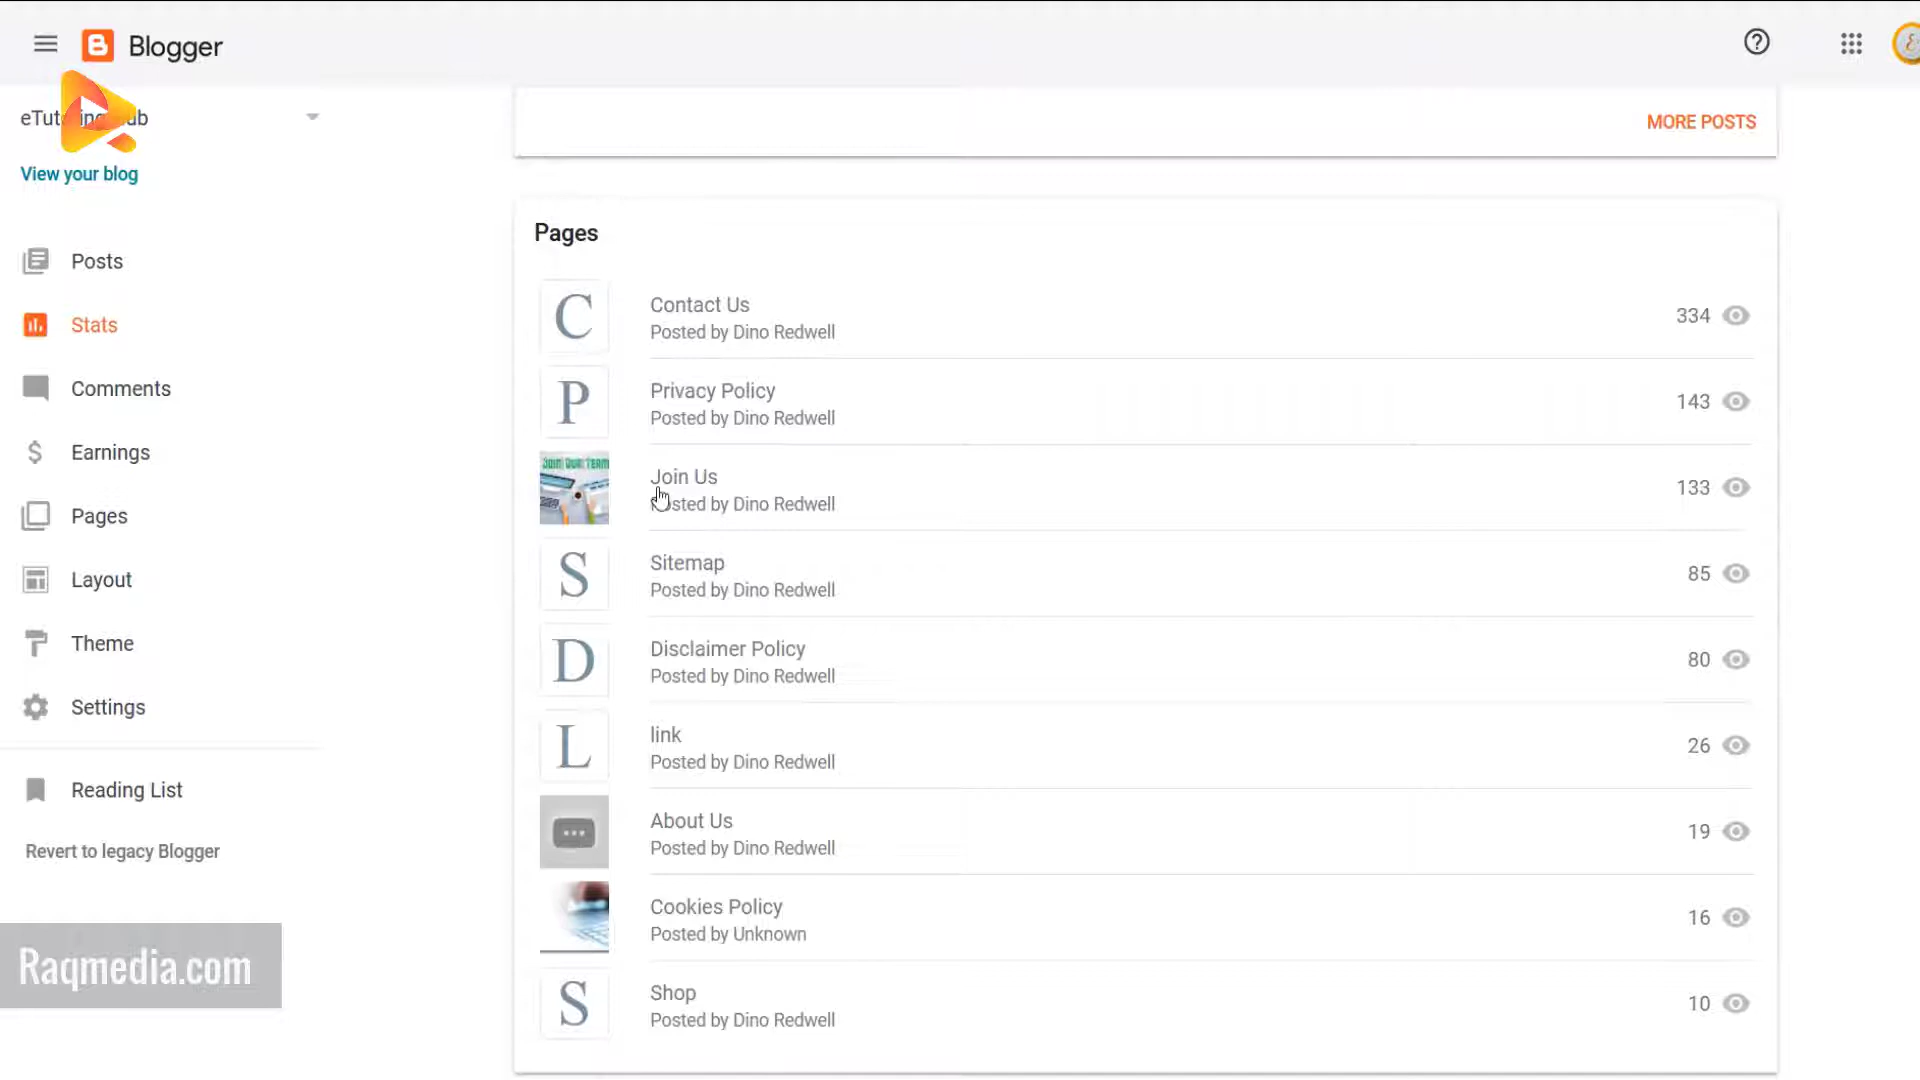 Blogger
View your blog
Posts
Stats
Comments
Earnings
Pages
Layout
Theme
Settings
Reading List
Revert to legacy Blogger
Raqmedia.com
MORE POSTS
Pages
C
Contact Us
Posted by Dino Redwell
334
P
Privacy Policy
Posted by Dino Redwell
143
JOIN OUR TEAM
Join Us
Posted by Dino Redwell
133
S
Sitemap
Posted by Dino Redwell
85
D
Disclaimer Policy
Posted by Dino Redwell
80
L
link
Posted by Dino Redwell
26
About Us
Posted by Dino Redwell
19
Cookies Policy
Posted by Unknown
16
S
Shop
Posted by Dino Redwell
10